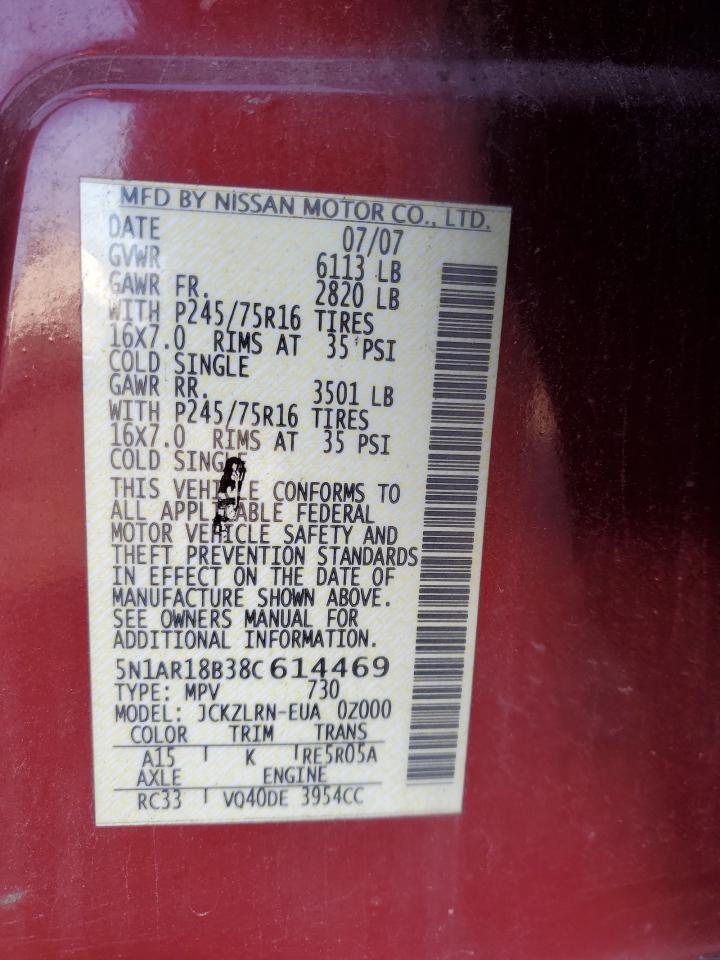 MFD BY NISSAN MOTOR CO., LTD.
DATE 07/07
GVWR 6113 LB
GAWR FR. 2820 LB
WITH P245/75R16 TIRES
16X7.0 RIMS AT 35 PSI
COLD SINGLE
GAWR RR. 3501 LB
WITH P245/75R16 TIRES
16X7.0 RIMS AT 35 PSI
COLD SINGLE
THIS VEHICLE CONFORMS TO
ALL APPLICABLE FEDERAL
MOTOR VEHICLE SAFETY AND
THEFT PREVENTION STANDARDS
IN EFFECT ON THE DATE OF
MANUFACTURE SHOWN ABOVE.
SEE OWNERS MANUAL FOR
ADDITIONAL INFORMATION.
5N1AR18B38C614469
TYPE: MPV 730
MODEL: JCKZLRN-EUA 0Z000
COLOR TRIM TRANS
A15 K RE5R05A
AXLE ENGINE
RC33 VQ40DE 3954CC